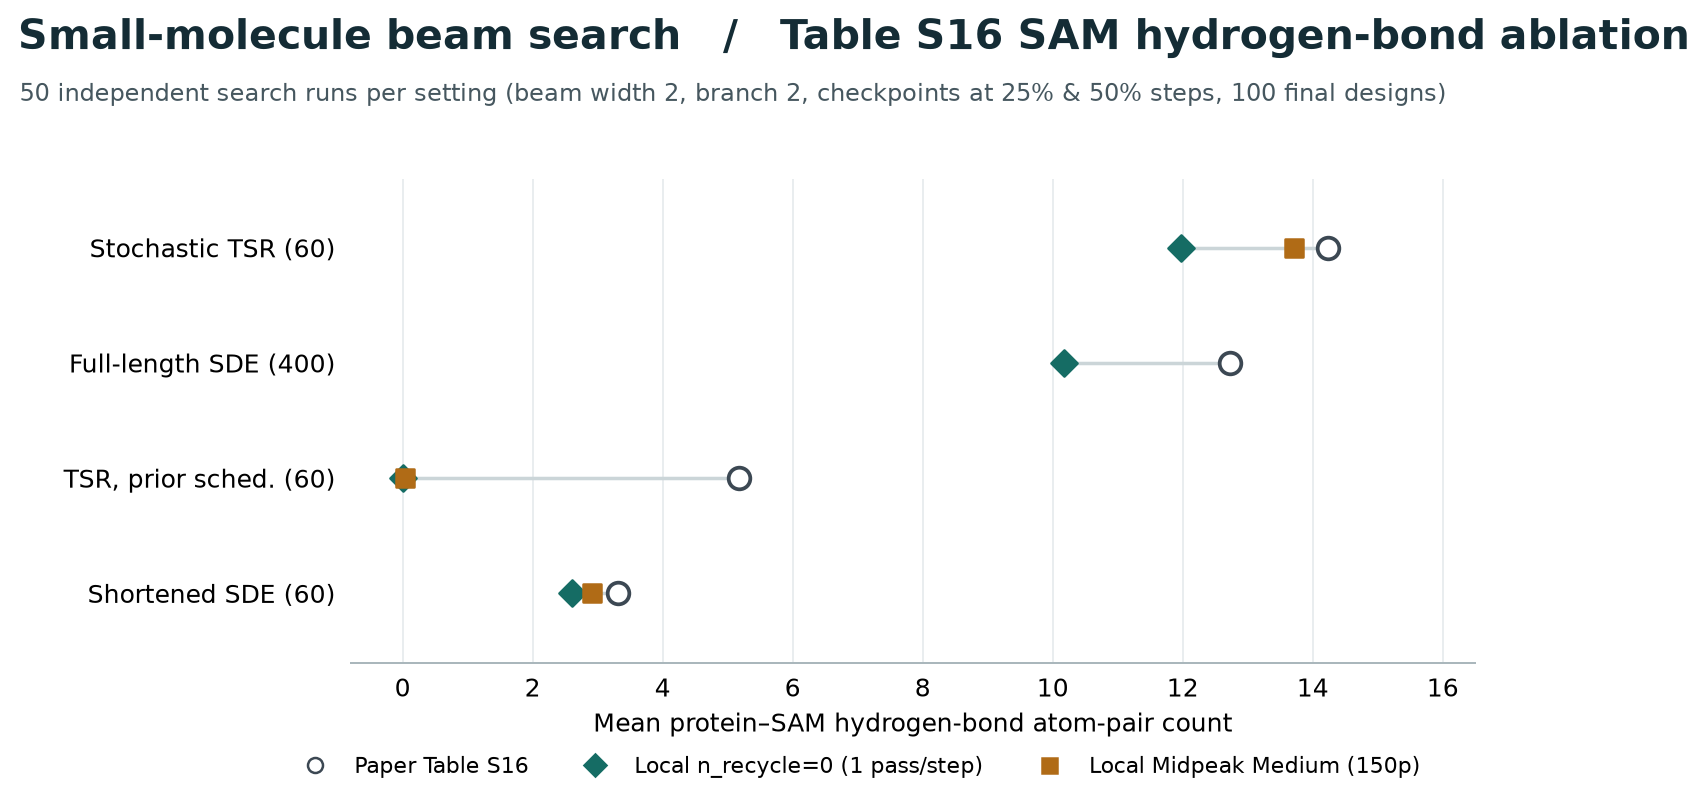 Small-molecule beam search / Table S16 SAM hydrogen-bond ablation
50 independent search runs per setting (beam width 2, branch 2, checkpoints at 25% & 50% steps, 100 final designs)
Stochastic TSR (60)
Full-length SDE (400)
TSR, prior sched. (60)
Shortened SDE (60)
0 2 4 6 8 10 12 14 16
Mean protein–SAM hydrogen-bond atom-pair count
Paper Table S16 Local n_recycle=0 (1 pass/step) Local Midpeak Medium (150p)